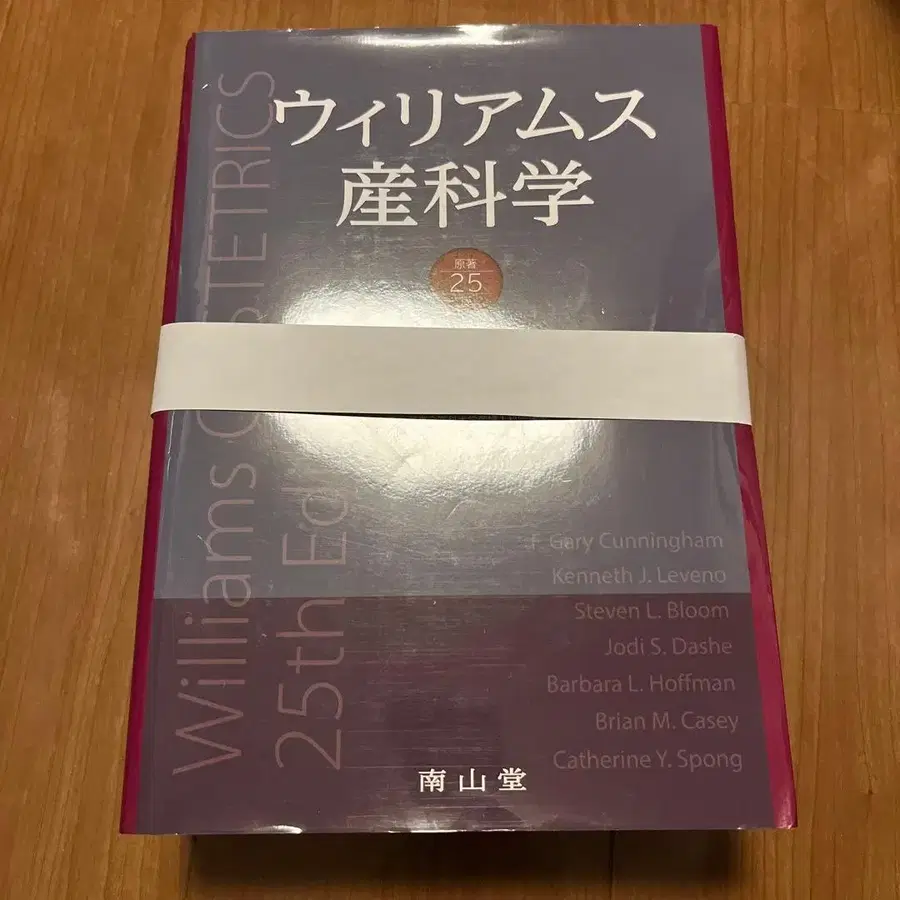 ウィリアムス
産科学
原著
25
Williams OBSTETRICS
25th Edi
F. Gary Cunningham
Kenneth J. Leveno
Steven L. Bloom
Jodi S. Dashe
Barbara L. Hoffman
Brian M. Casey
Catherine Y. Spong
南山堂